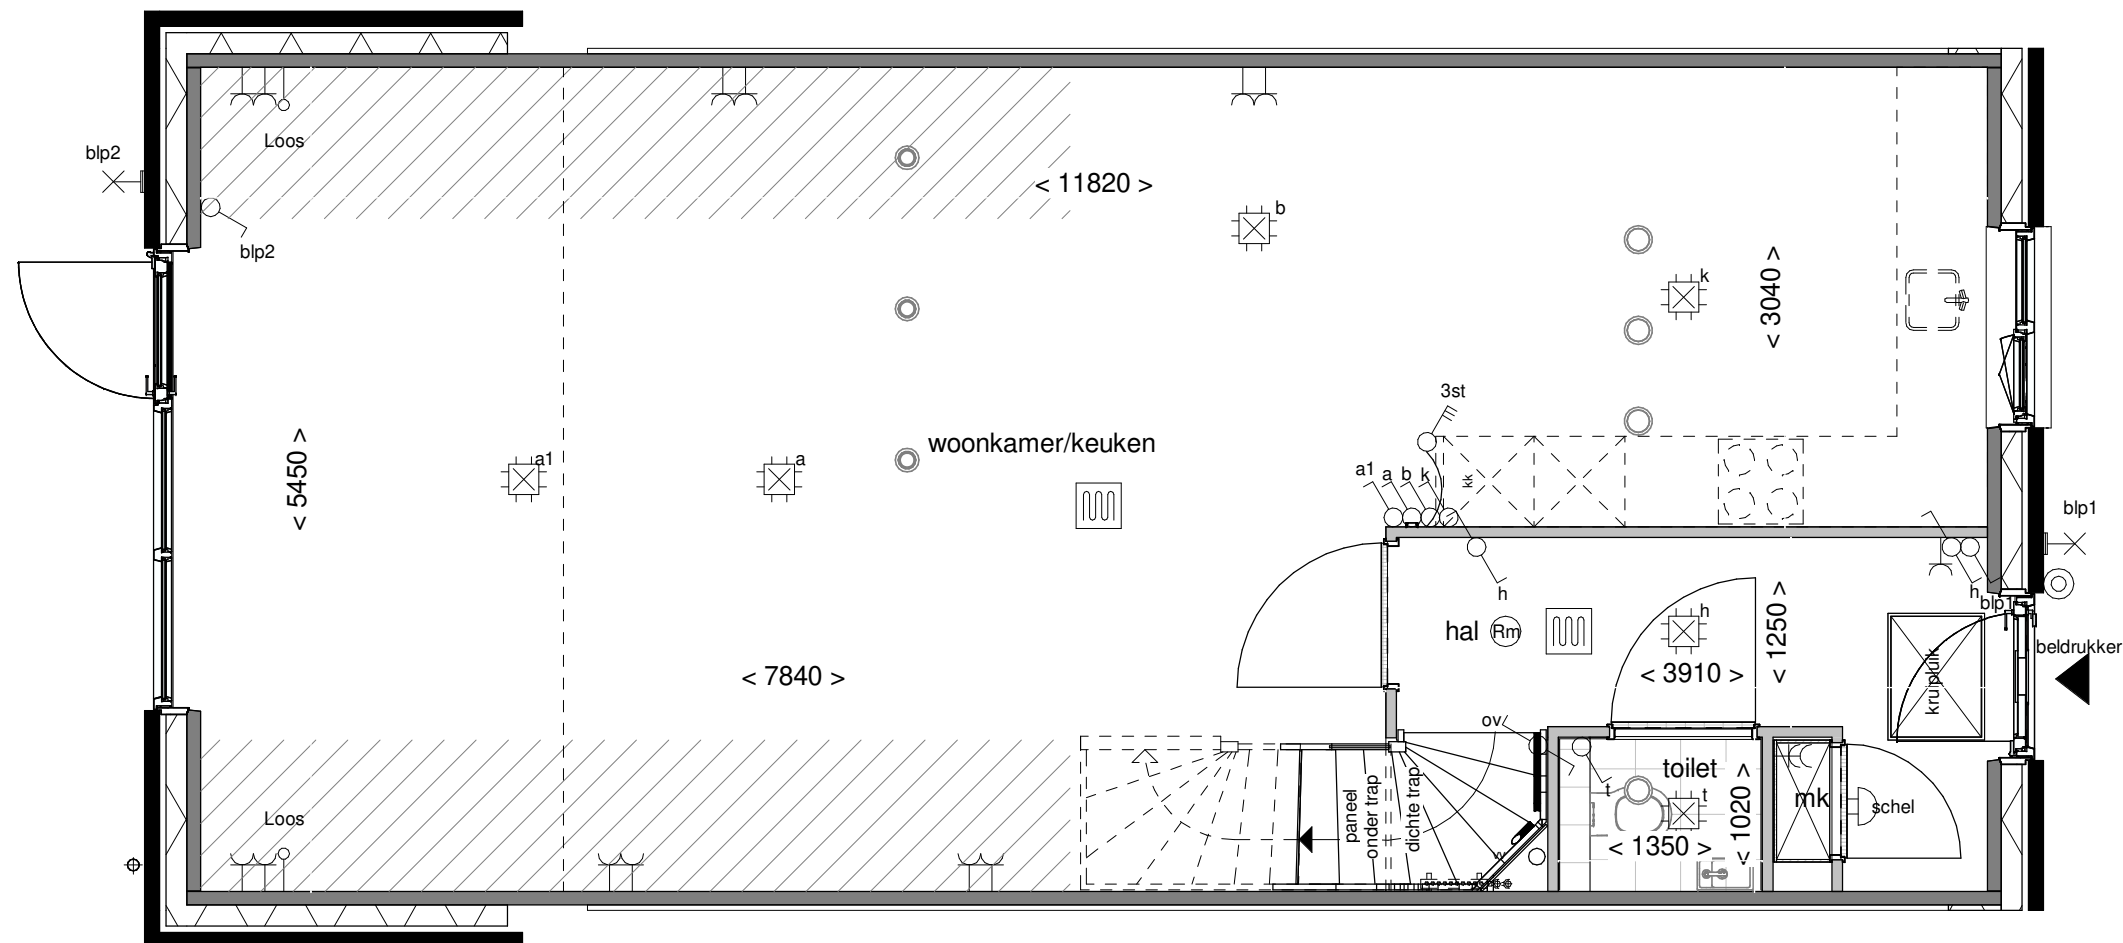 Loos
blp2
blp2
< 11820 >
b
k
< 3040 >
3st
woonkamer/keuken
a1
a
a1
a
b
k
kk
< 5450 >
blp1
h
h
blp1
hal
Rm
h
< 1250 >
< 3910 >
beldrukker
kruipluik
< 7840 >
ov
toilet
t
t
< 1020 >
< 1350 >
mk
schel
paneel
onder trap
dichte trap
w
Loos